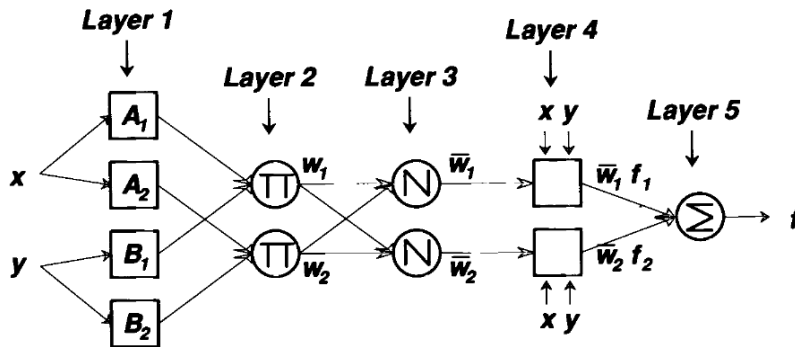 Layer 1
Layer 2
Layer 3
Layer 4
Layer 5
x y
A₁
x
A₂
y
B₁
B₂
Π
w₁
Π
w₂
N
w̅₁
N
w̅₂
w̅₁ f₁
w̅₂ f₂
x y
Σ
f